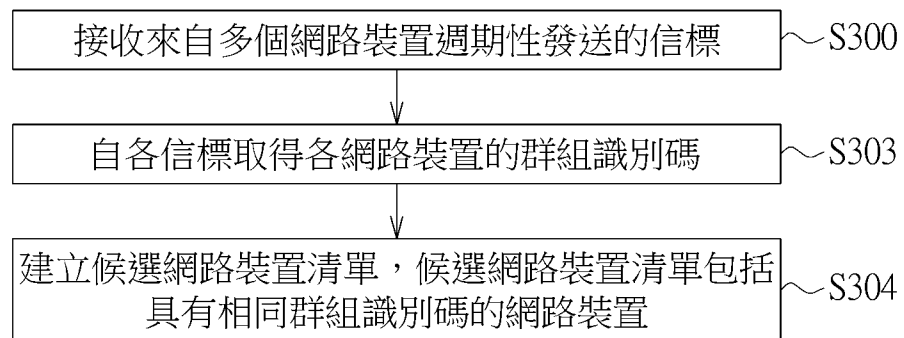 接收來自多個網路裝置週期性發送的信標
S300
自各信標取得各網路裝置的群組識別碼
S303
建立候選網路裝置清單，候選網路裝置清單包括
具有相同群組識別碼的網路裝置
S304